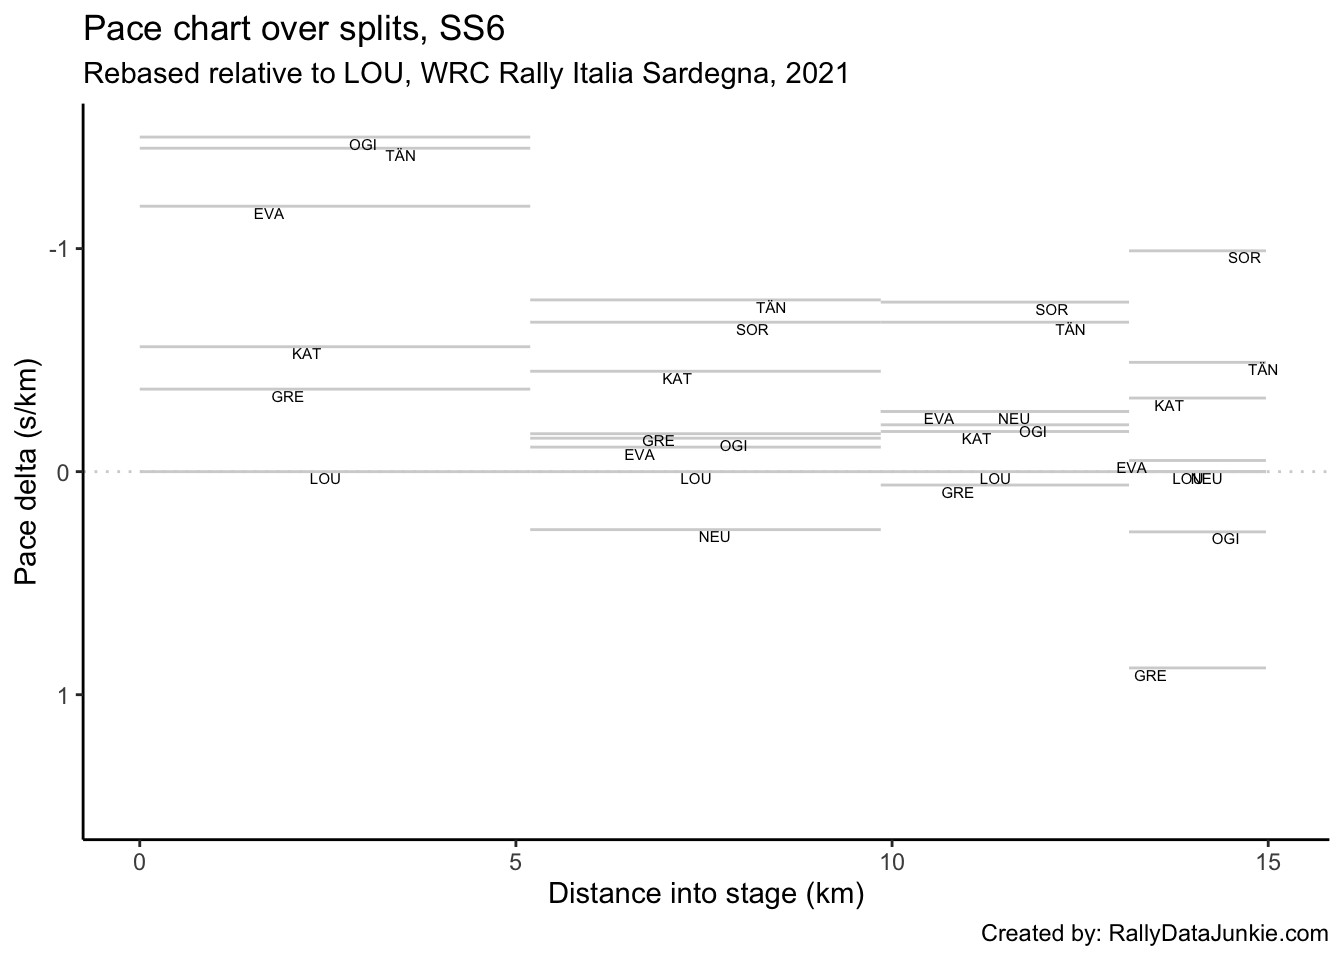 Pace chart over splits, SS6
Rebased relative to LOU, WRC Rally Italia Sardegna, 2021
OGI
TÄN
EVA
KAT
GRE
LOU
TÄN
SOR
KAT
GRE
OGI
EVA
LOU
NEU
SOR
TÄN
EVA
NEU
OGI
KAT
LOU
GRE
SOR
TÄN
KAT
EVA
LOU
NEU
OGI
GRE
-1
0
1
Pace delta (s/km)
0 5 10 15
Distance into stage (km)
Created by: RallyDataJunkie.com